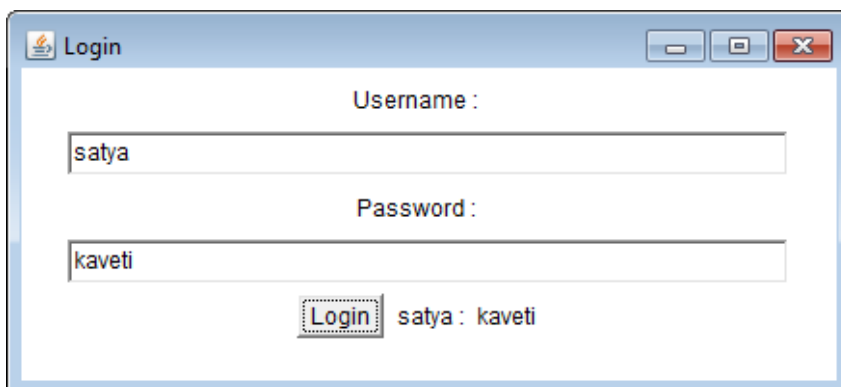 Login
Username :
satya
Password :
kaveti
Login satya : kaveti